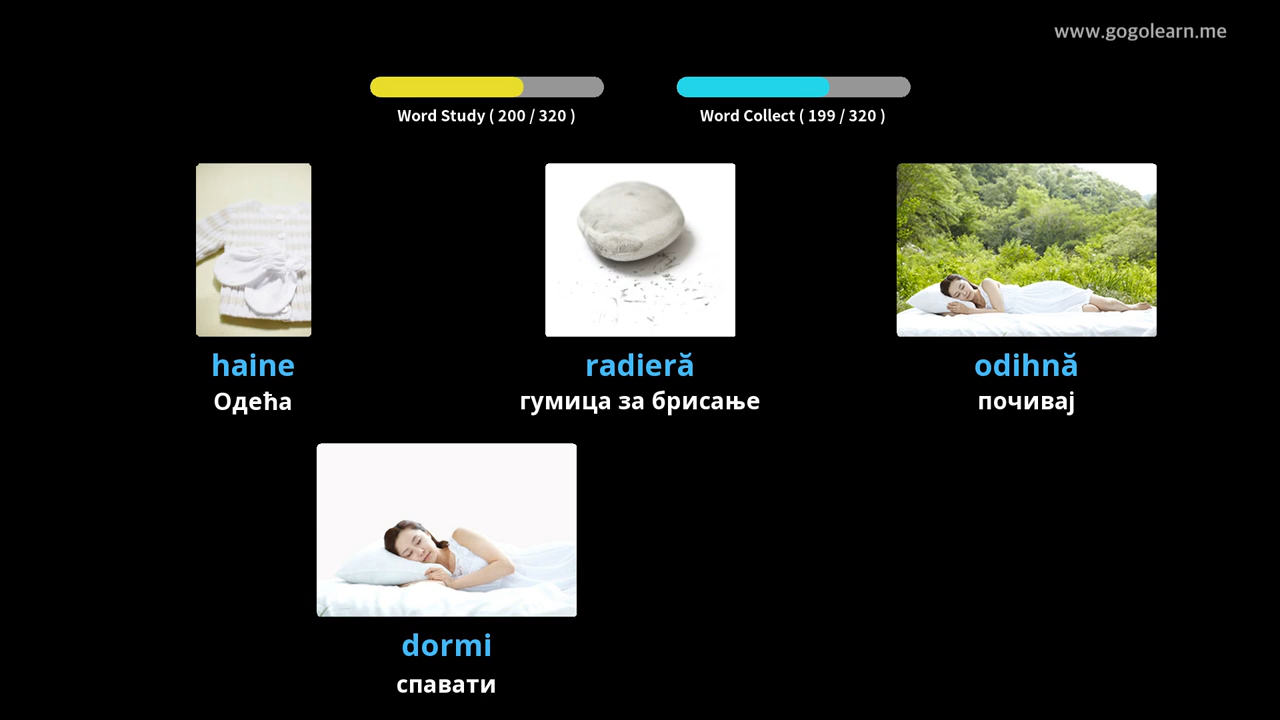 www.gogolearn.me
Word Study ( 200 / 320 )
Word Collect ( 199 / 320 )
haine
Одећа
radieră
гумица за брисање
odihnă
почивај
dormi
спавати